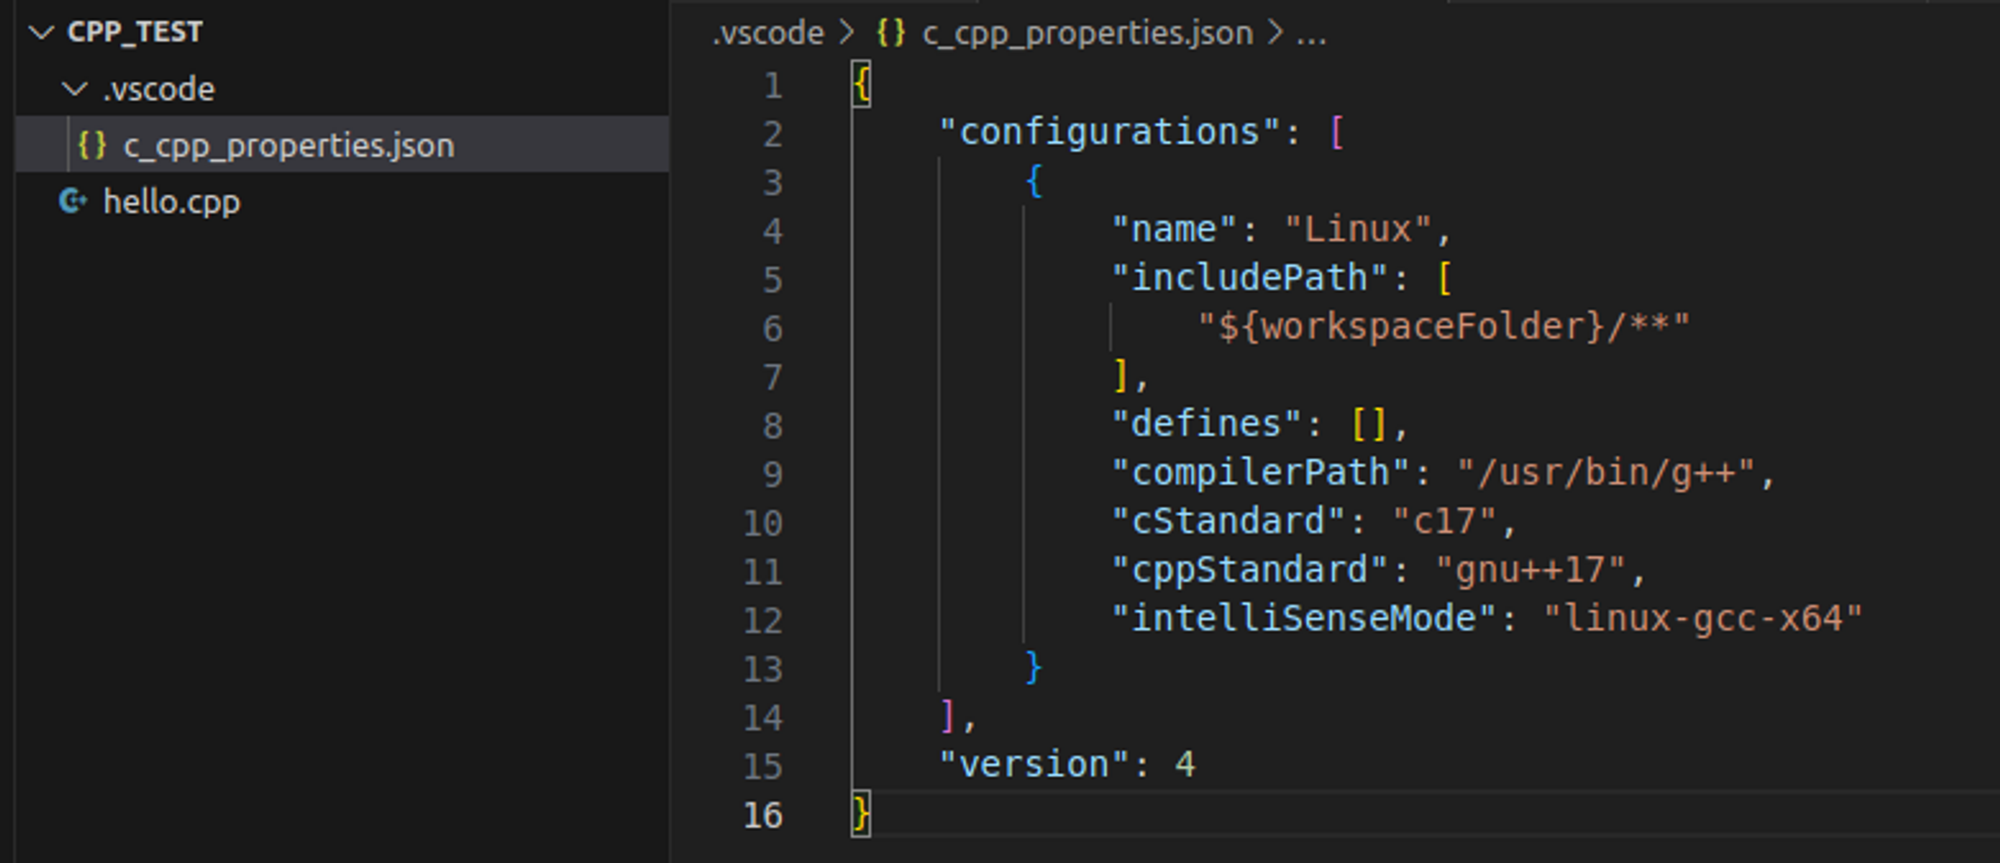 CPP_TEST
.vscode
{} c_cpp_properties.json
hello.cpp
.vscode > {} c_cpp_properties.json > ...
1 {
2 "configurations": [
3 {
4 "name": "Linux",
5 "includePath": [
6 "${workspaceFolder}/**"
7 ],
8 "defines": [],
9 "compilerPath": "/usr/bin/g++",
10 "cStandard": "c17",
11 "cppStandard": "gnu++17",
12 "intelliSenseMode": "linux-gcc-x64"
13 }
14 ],
15 "version": 4
16 }